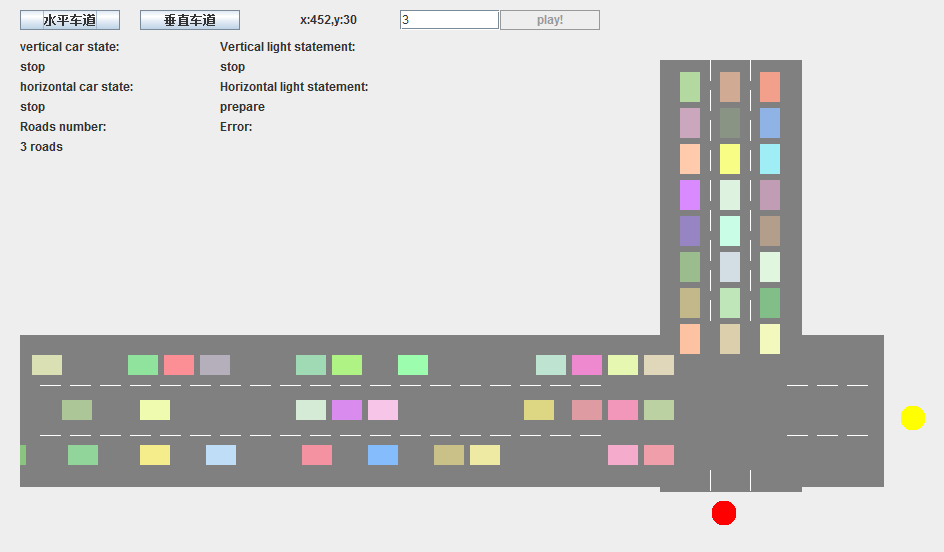 水平车道 垂直车道 x:452,y:30 3 play!
vertical car state: Vertical light statement:
stop stop
horizontal car state: Horizontal light statement:
stop prepare
Roads number: Error:
3 roads